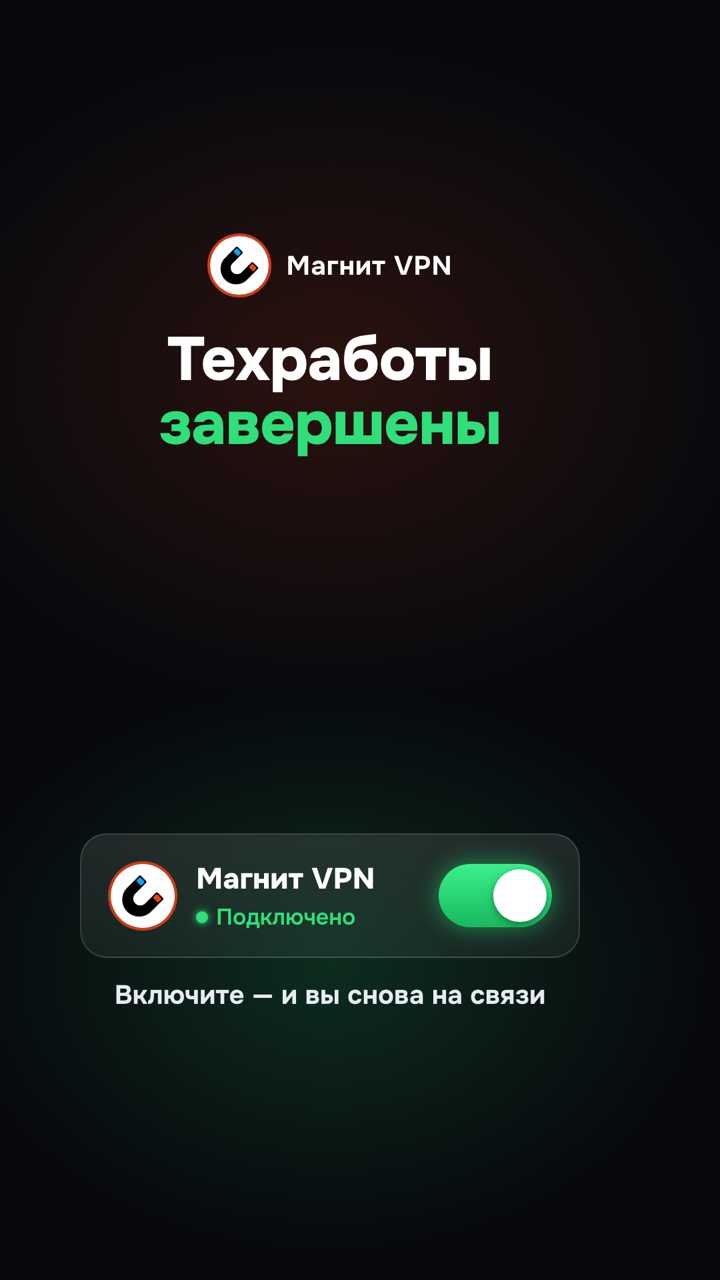 Магнит VPN
Техработы
завершены
Магнит VPN
Подключено
Включите — и вы снова на связи